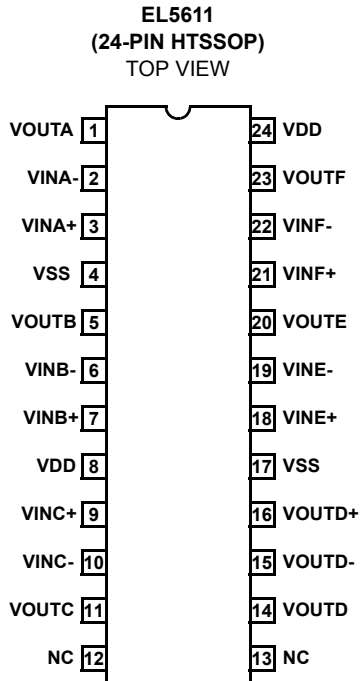 EL5611
(24-PIN HTSSOP)
TOP VIEW
VOUTA 1 24 VDD
VINA- 2 23 VOUTF
VINA+ 3 22 VINF-
VSS 4 21 VINF+
VOUTB 5 20 VOUTE
VINB- 6 19 VINE-
VINB+ 7 18 VINE+
VDD 8 17 VSS
VINC+ 9 16 VOUTD+
VINC- 10 15 VOUTD-
VOUTC 11 14 VOUTD
NC 12 13 NC